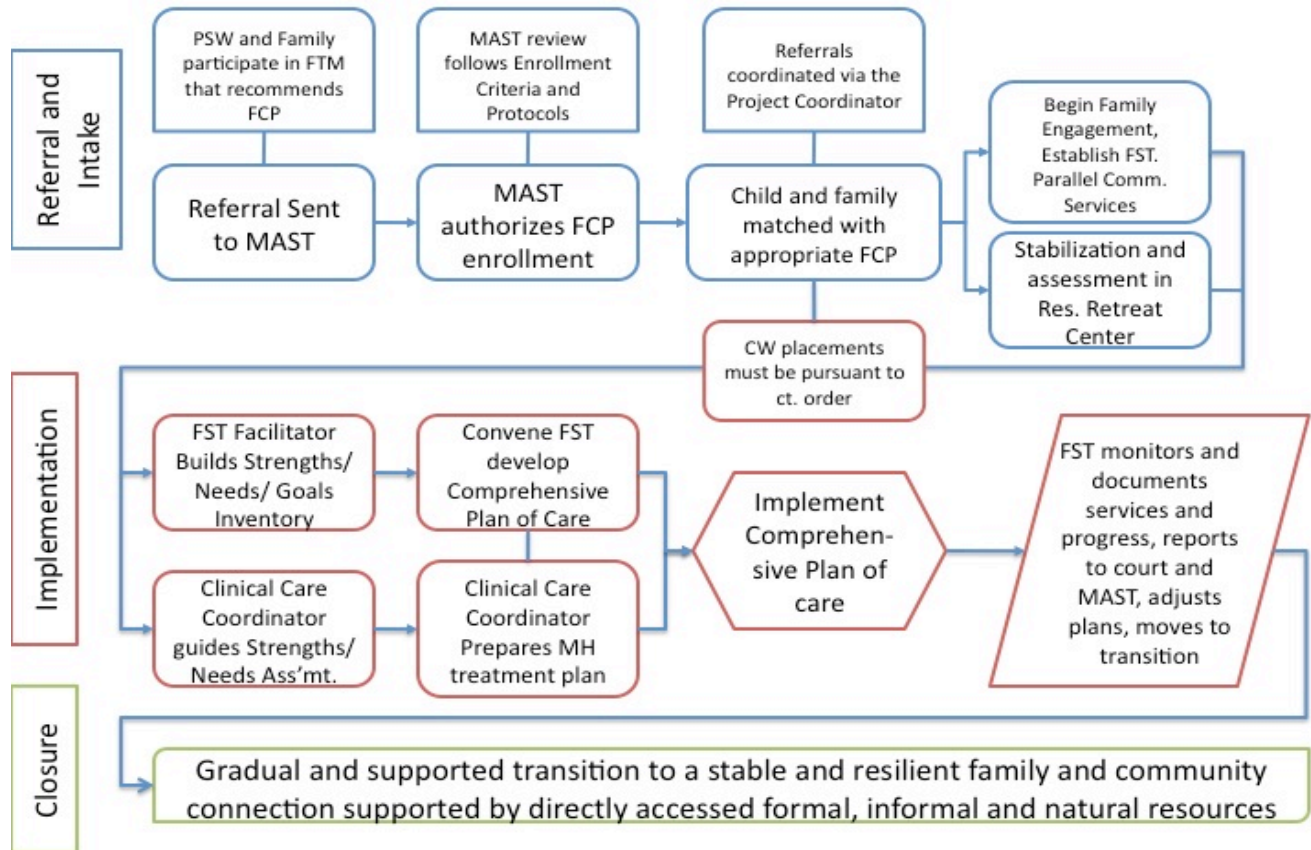 Referral and
Intake
PSW and Family
participate in FTM
that recommends
FCP
MAST review
follows Enrollment
Criteria and
Protocols
Referrals
coordinated via the
Project Coordinator
Referral Sent
to MAST
MAST
authorizes FCP
enrollment
Child and family
matched with
appropriate FCP
Begin Family
Engagement,
Establish FST.
Parallel Comm.
Services
Stabilization and
assessment in
Res. Retreat
Center
CW placements
must be pursuant to
ct. order
Implementation
FST Facilitator
Builds Strengths/
Needs/ Goals
Inventory
Convene FST
develop
Comprehensive
Plan of Care
Clinical Care
Coordinator
guides Strengths/
Needs Ass’mt.
Clinical Care
Coordinator
Prepares MH
treatment plan
Implement
Comprehen-
sive Plan of
care
FST monitors and
documents
services and
progress, reports
to court and
MAST, adjusts
plans, moves to
transition
Closure
Gradual and supported transition to a stable and resilient family and community
connection supported by directly accessed formal, informal and natural resources